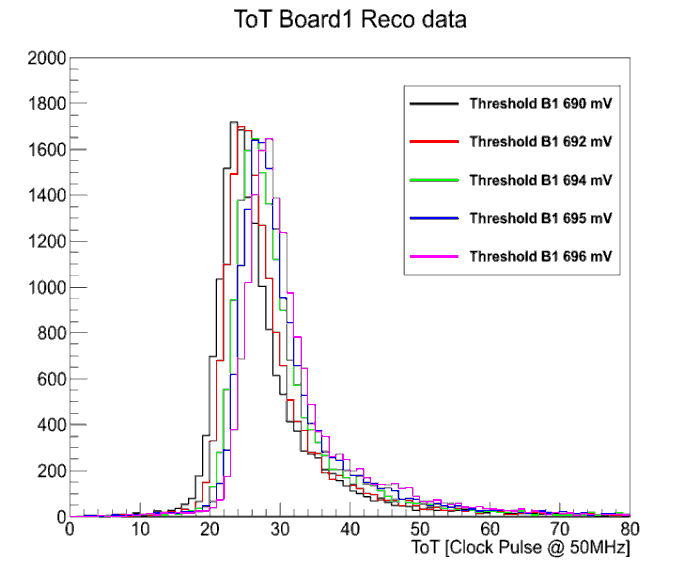 ToT Board1 Reco data
2000
1800
1600
1400
1200
1000
800
600
400
200
0
Threshold B1 690 mV
Threshold B1 692 mV
Threshold B1 694 mV
Threshold B1 695 mV
Threshold B1 696 mV
0 10 20 30 40 50 60 70 80
ToT [Clock Pulse @ 50MHz]